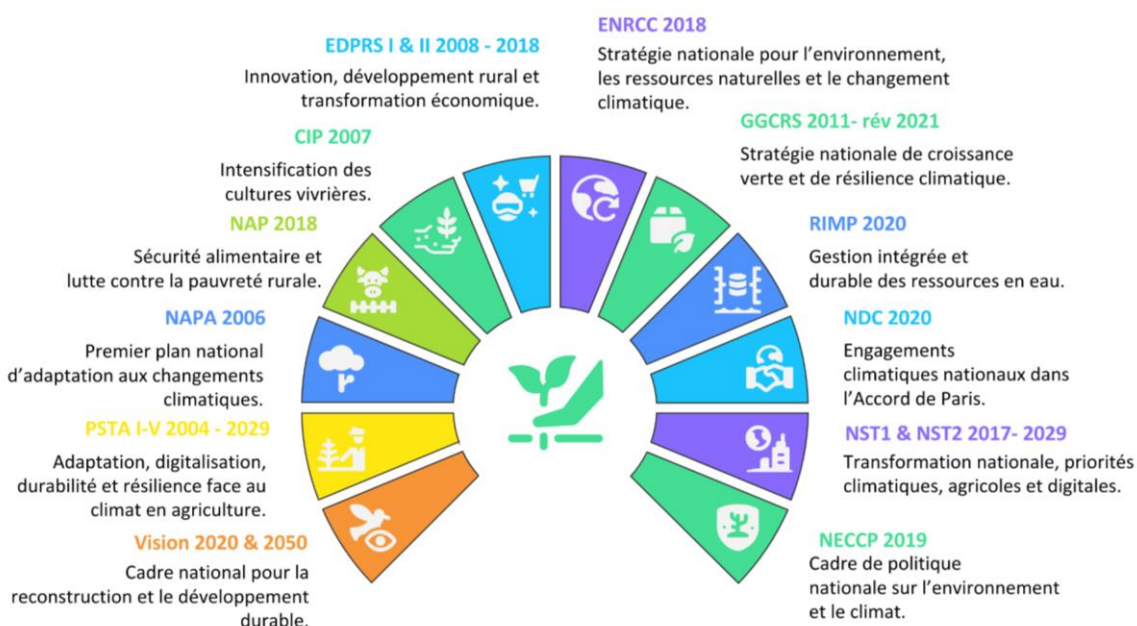 EDPRS I & II 2008 - 2018
Innovation, développement rural et
transformation économique.
CIP 2007
Intensification des
cultures vivrières.
NAP 2018
Sécurité alimentaire et
lutte contre la pauvreté rurale.
NAPA 2006
Premier plan national
d’adaptation aux changements
climatiques.
PSTA I-V 2004 - 2029
Adaptation, digitalisation,
durabilité et résilience face au
climat en agriculture.
Vision 2020 & 2050
Cadre national pour la
reconstruction et le développement
durable.
ENRCC 2018
Stratégie nationale pour l’environnement,
les ressources naturelles et le changement
climatique.
GGCRS 2011- rév 2021
Stratégie nationale de croissance
verte et de résilience climatique.
RIMP 2020
Gestion intégrée et
durable des ressources en eau.
NDC 2020
Engagements
climatiques nationaux dans
l’Accord de Paris.
NST1 & NST2 2017- 2029
Transformation nationale, priorités
climatiques, agricoles et digitales.
NECCP 2019
Cadre de politique
nationale sur l’environnement
et le climat.